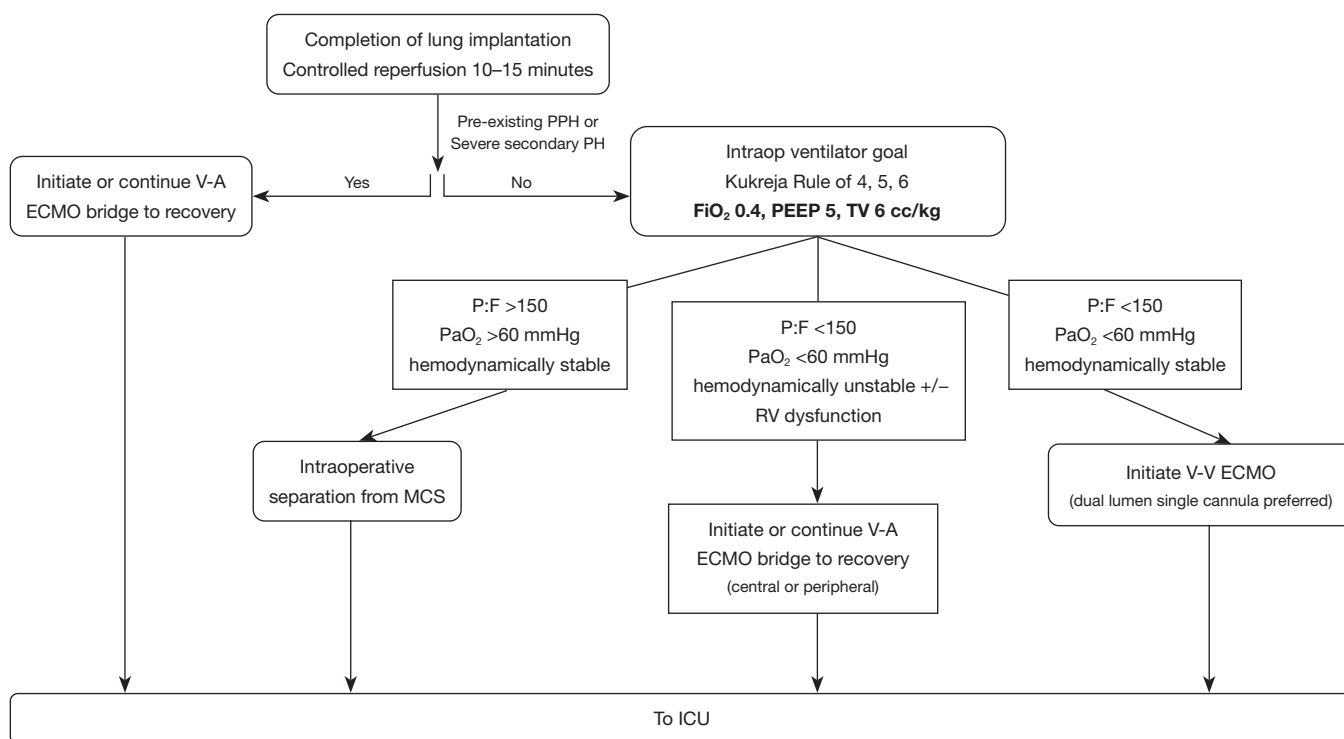 Completion of lung implantation
Controlled reperfusion 10–15 minutes
Pre-existing PPH or
Severe secondary PH
Yes
No
Initiate or continue V-A
ECMO bridge to recovery
Intraop ventilator goal
Kukreja Rule of 4, 5, 6
FiO₂ 0.4, PEEP 5, TV 6 cc/kg
P:F >150
PaO₂ >60 mmHg
hemodynamically stable
P:F <150
PaO₂ <60 mmHg
hemodynamically unstable +/–
RV dysfunction
P:F <150
PaO₂ <60 mmHg
hemodynamically stable
Intraoperative
separation from MCS
Initiate or continue V-A
ECMO bridge to recovery
(central or peripheral)
Initiate V-V ECMO
(dual lumen single cannula preferred)
To ICU